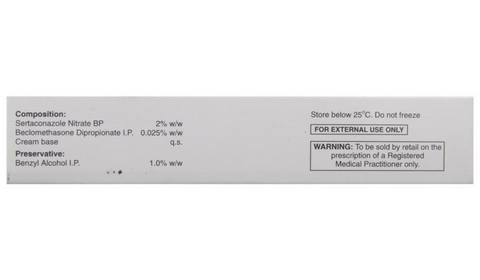 Composition:
Sertaconazole Nitrate BP 2% w/w
Beclomethasone Dipropionate I.P. 0.025% w/w
Cream base q.s.
Preservative:
Benzyl Alcohol I.P. 1.0% w/w
Store below 25°C. Do not freeze
FOR EXTERNAL USE ONLY
WARNING: To be sold by retail on the
prescription of a Registered
Medical Practitioner only.